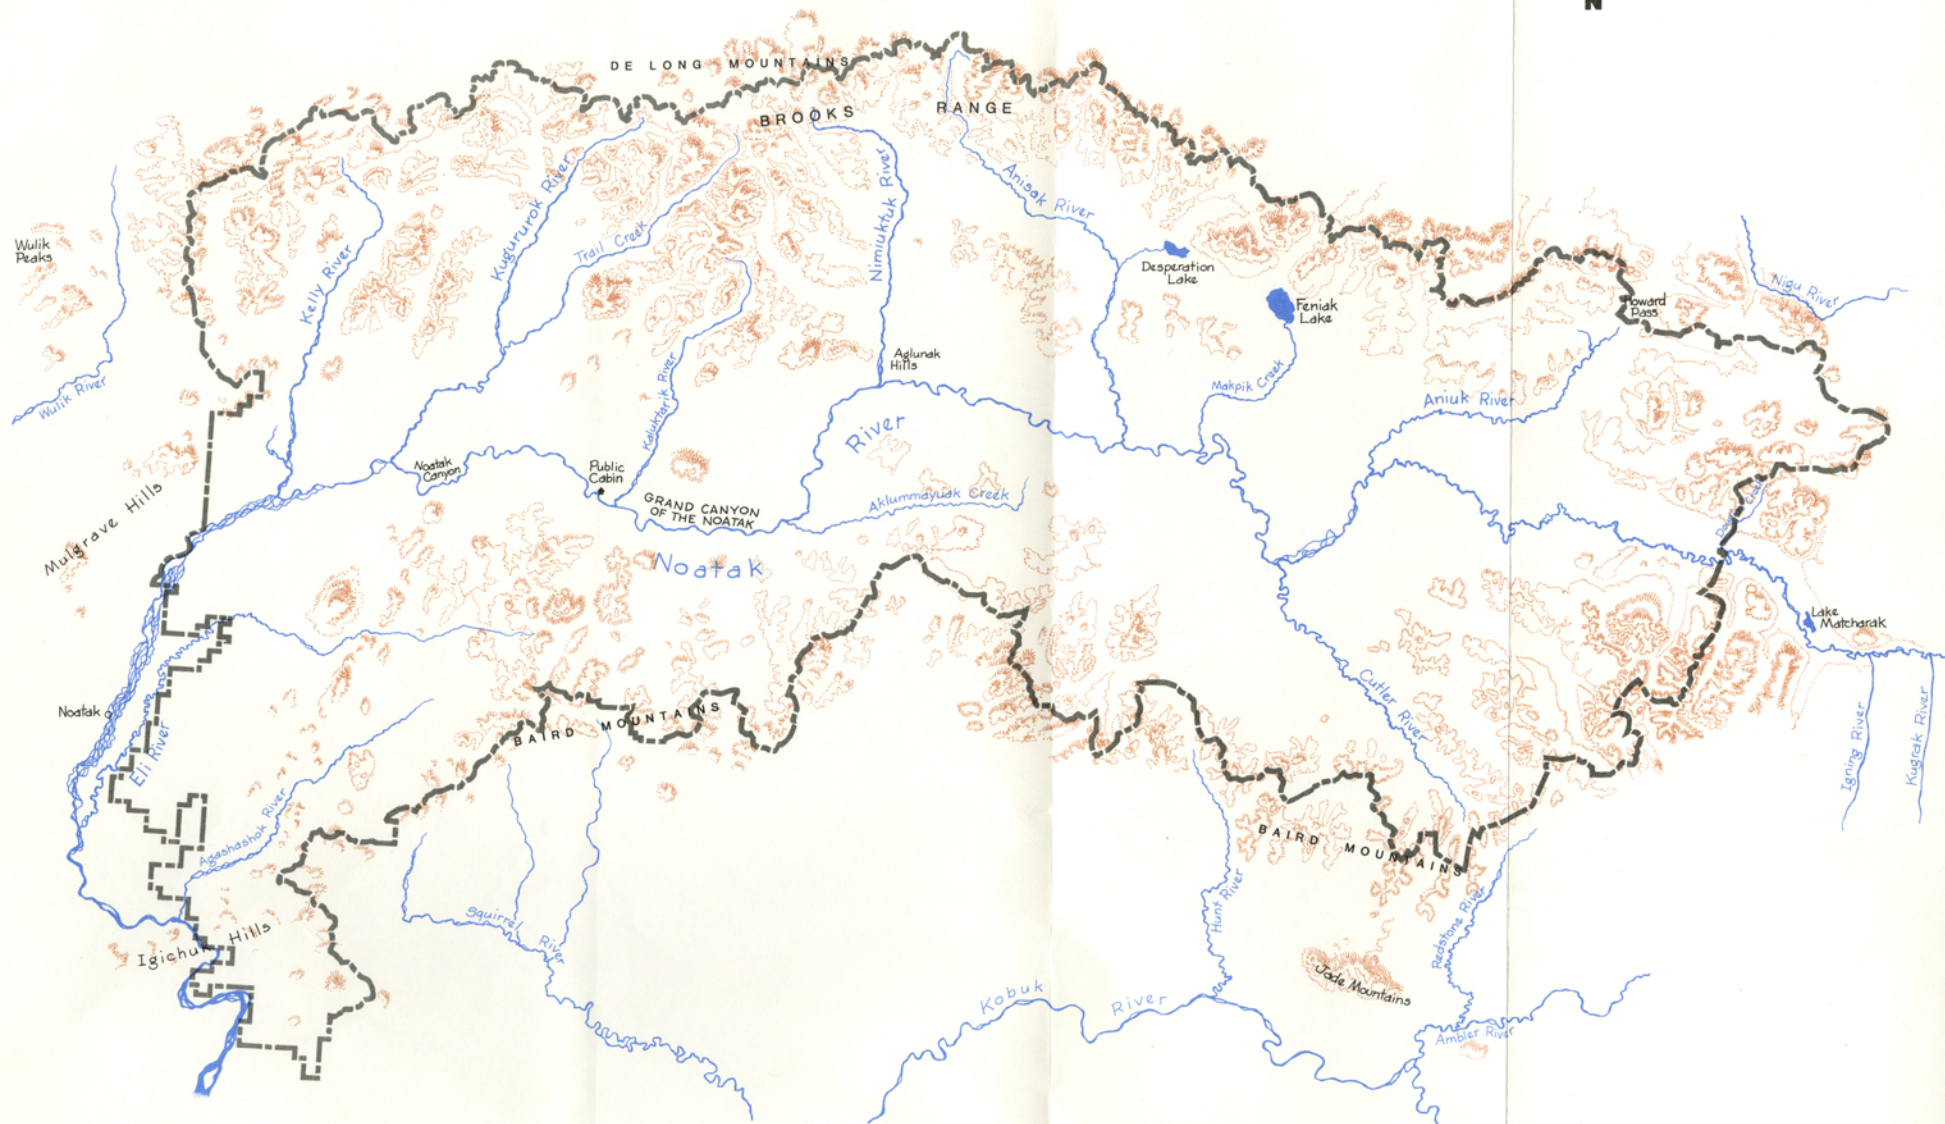 N
DE LONG MOUNTAINS
BROOKS RANGE
Wulik
Peaks
Wulik River
Kelly River
Kugururok River
Trail Creek
Nimiuktuk River
Anisak River
Desperation
Lake
Feniak
Lake
Howard
Pass
Nigu River
Aglunak
Hills
Makpik Creek
Aniuk River
Kaluktarik River
River
Noatak
Canyon
Public
Cabin
GRAND CANYON
OF THE NOATAK
Aklummayuak Creek
Mulgrave Hills
Noatak
Lake
Matcharak
Noatak
Eli River
Cutler River
Igning River
Kugrak River
BAIRD MOUNTAINS
Agashashok River
BAIRD MOUNTAINS
Squirrel River
Hunt River
Redstone River
Igichuk Hills
Jade Mountains
Kobuk River
Ambler River